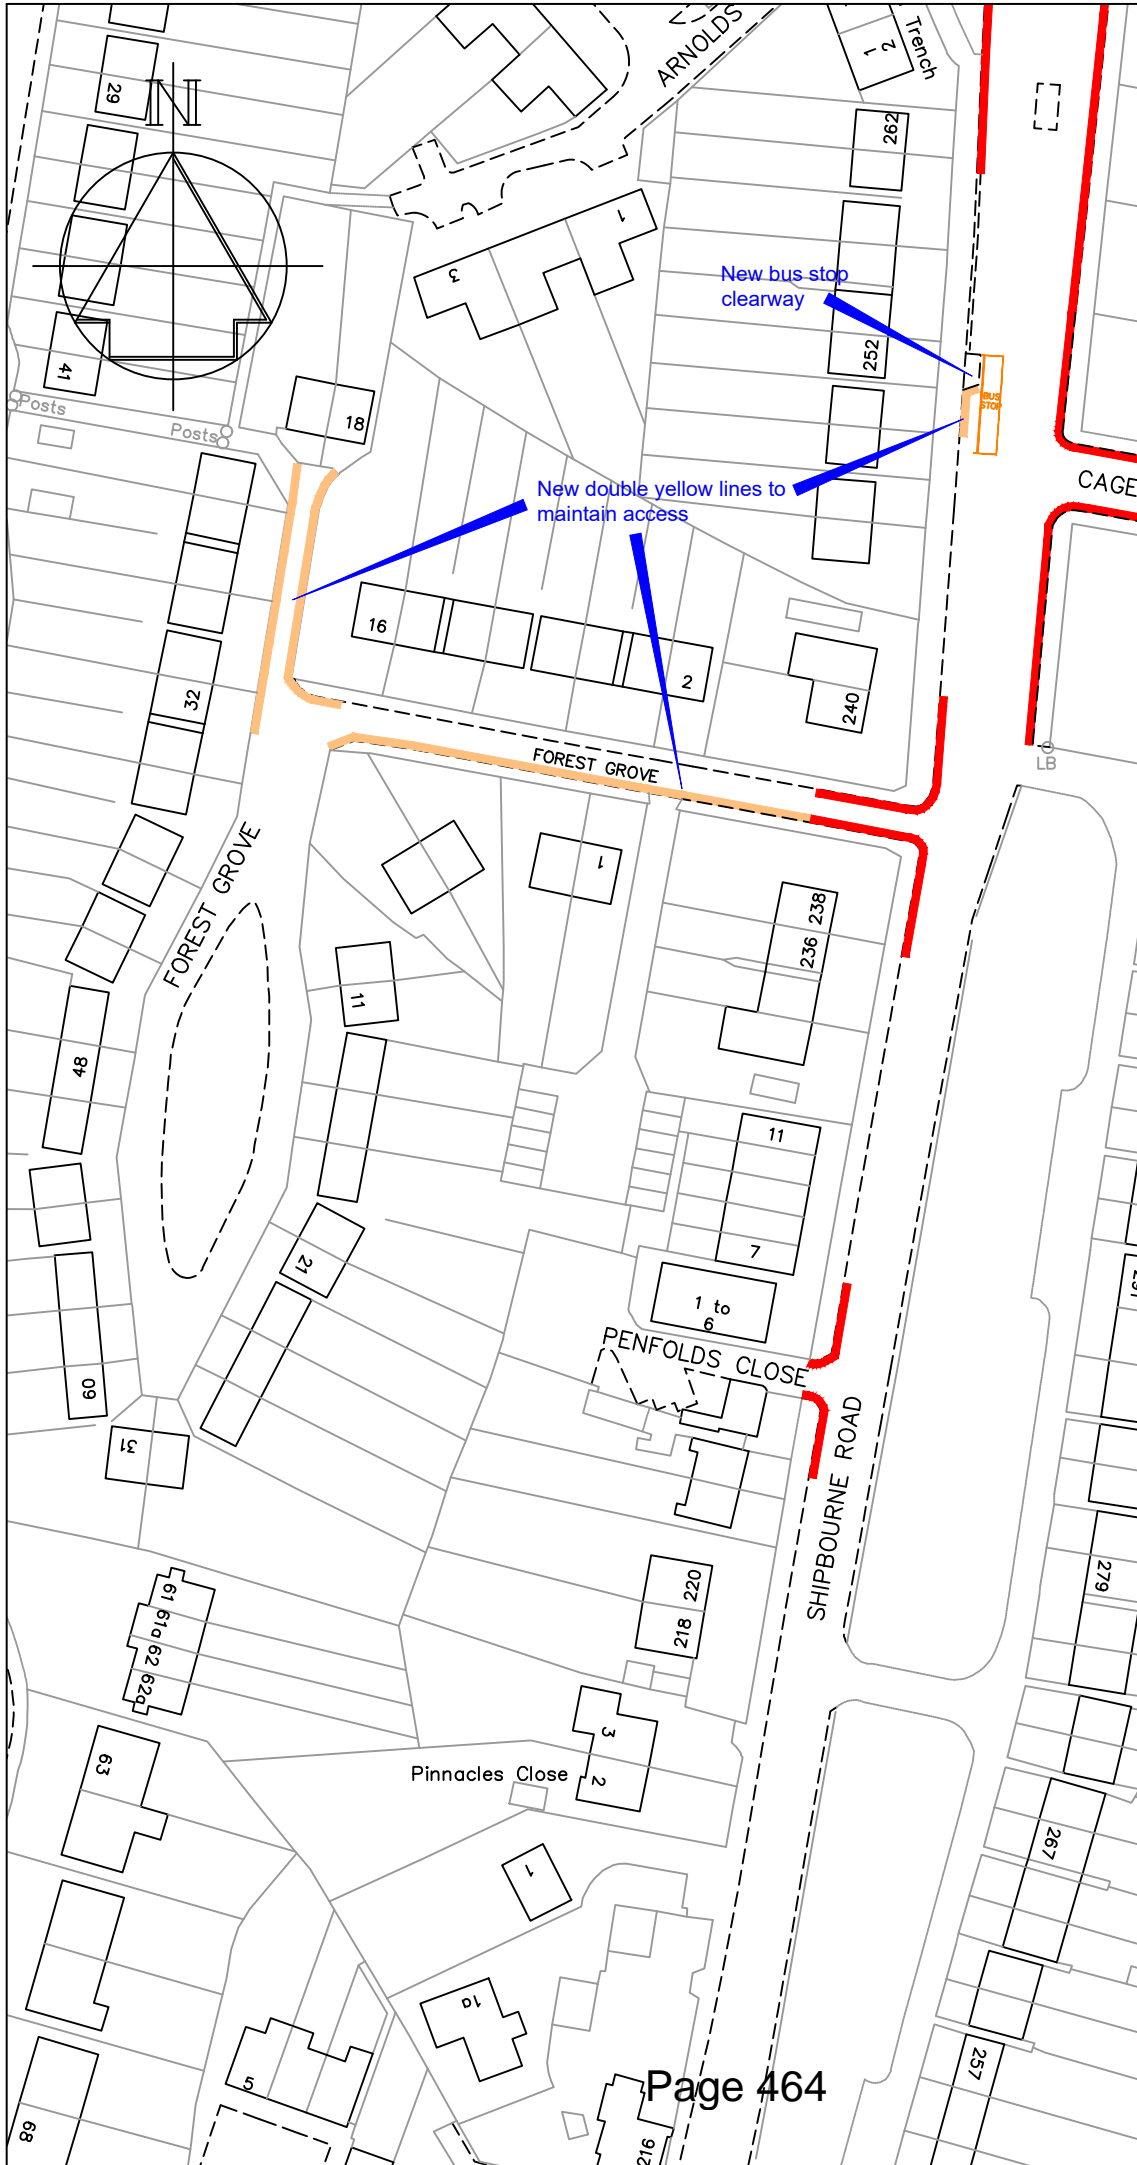 ARNOLDS
1 2
Trench
29
N
262
1
3
New bus stop
clearway
252
41
Posts
Posts
18
BUS
STOP
CAGE
New double yellow lines to
maintain access
16
2
32
240
FOREST GROVE
LB
FOREST GROVE
1
236 238
11
48
11
7
21
1 to
6
PENFOLDS CLOSE
60
31
SHIPBOURNE ROAD
279
220
218
61 61a 62 62a
3
2
63
Pinnacles Close
267
1
1a
257
5
Page 464
68
216